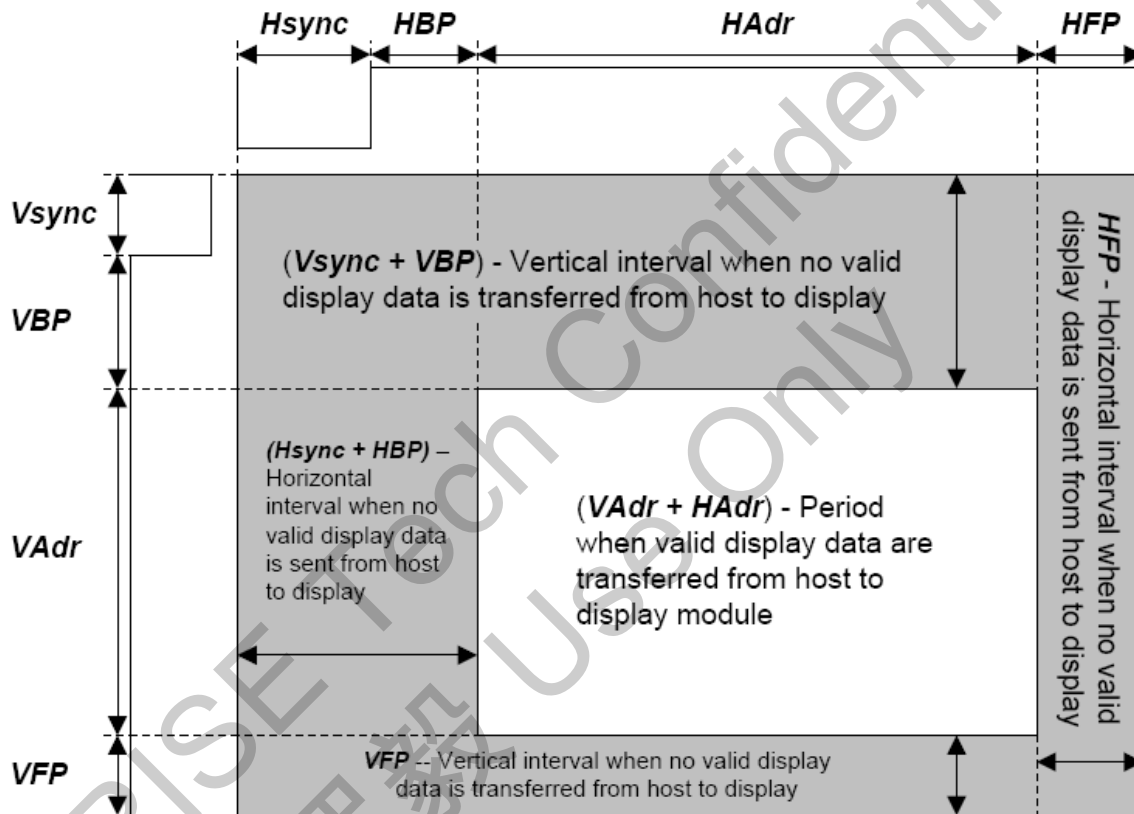 Hsync HBP HAdr HFP
Vsync
(Vsync + VBP) - Vertical interval when no valid
display data is transferred from host to display
VBP
HFP - Horizontal interval when no valid
display data is sent from host to display
(Hsync + HBP) –
Horizontal
interval when no
valid display data
is sent from host
to display
(VAdr + HAdr) - Period
when valid display data are
transferred from host to
display module
VAdr
VFP
VFP -- Vertical interval when no valid display
data is transferred from host to display
RISE Tech Confidenti
Use Only